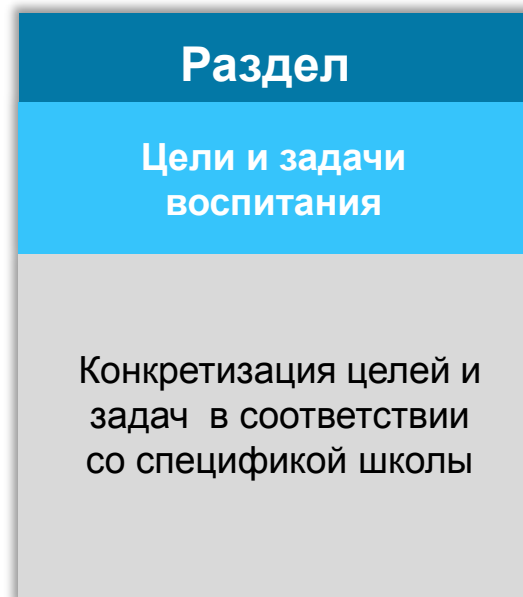 Раздел
Цели и задачи
воспитания
Конкретизация целей и
задач  в соответствии
со спецификой школы